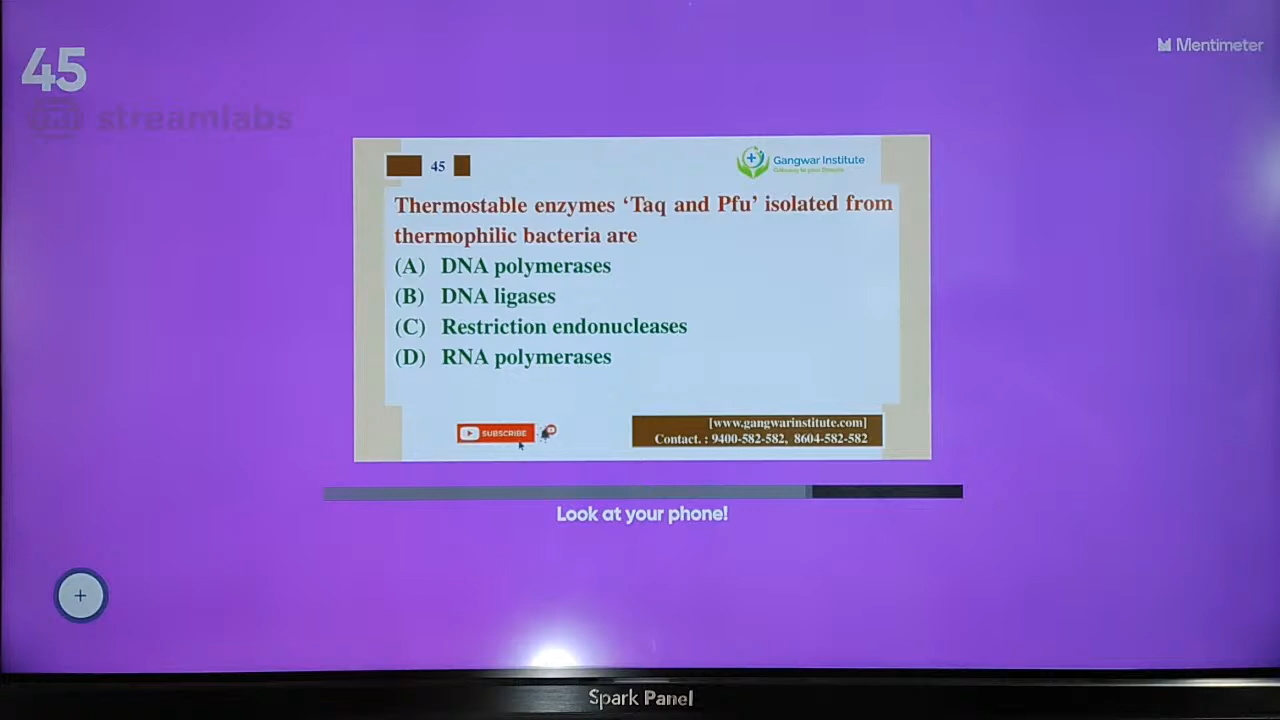 45
Mentimeter
streamlabs
45
Gangwar Institute
Thermostable enzymes ‘Taq and Pfu’ isolated from
thermophilic bacteria are
(A) DNA polymerases
(B) DNA ligases
(C) Restriction endonucleases
(D) RNA polymerases
SUBSCRIBE
[www.gangwarinstitute.com]
Contact. : 9400-582-582, 8604-582-582
Look at your phone!
Spark Panel